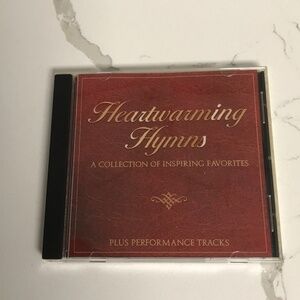 Heartwarming
Hymns
A COLLECTION OF INSPIRING FAVORITES
PLUS PERFORMANCE TRACKS